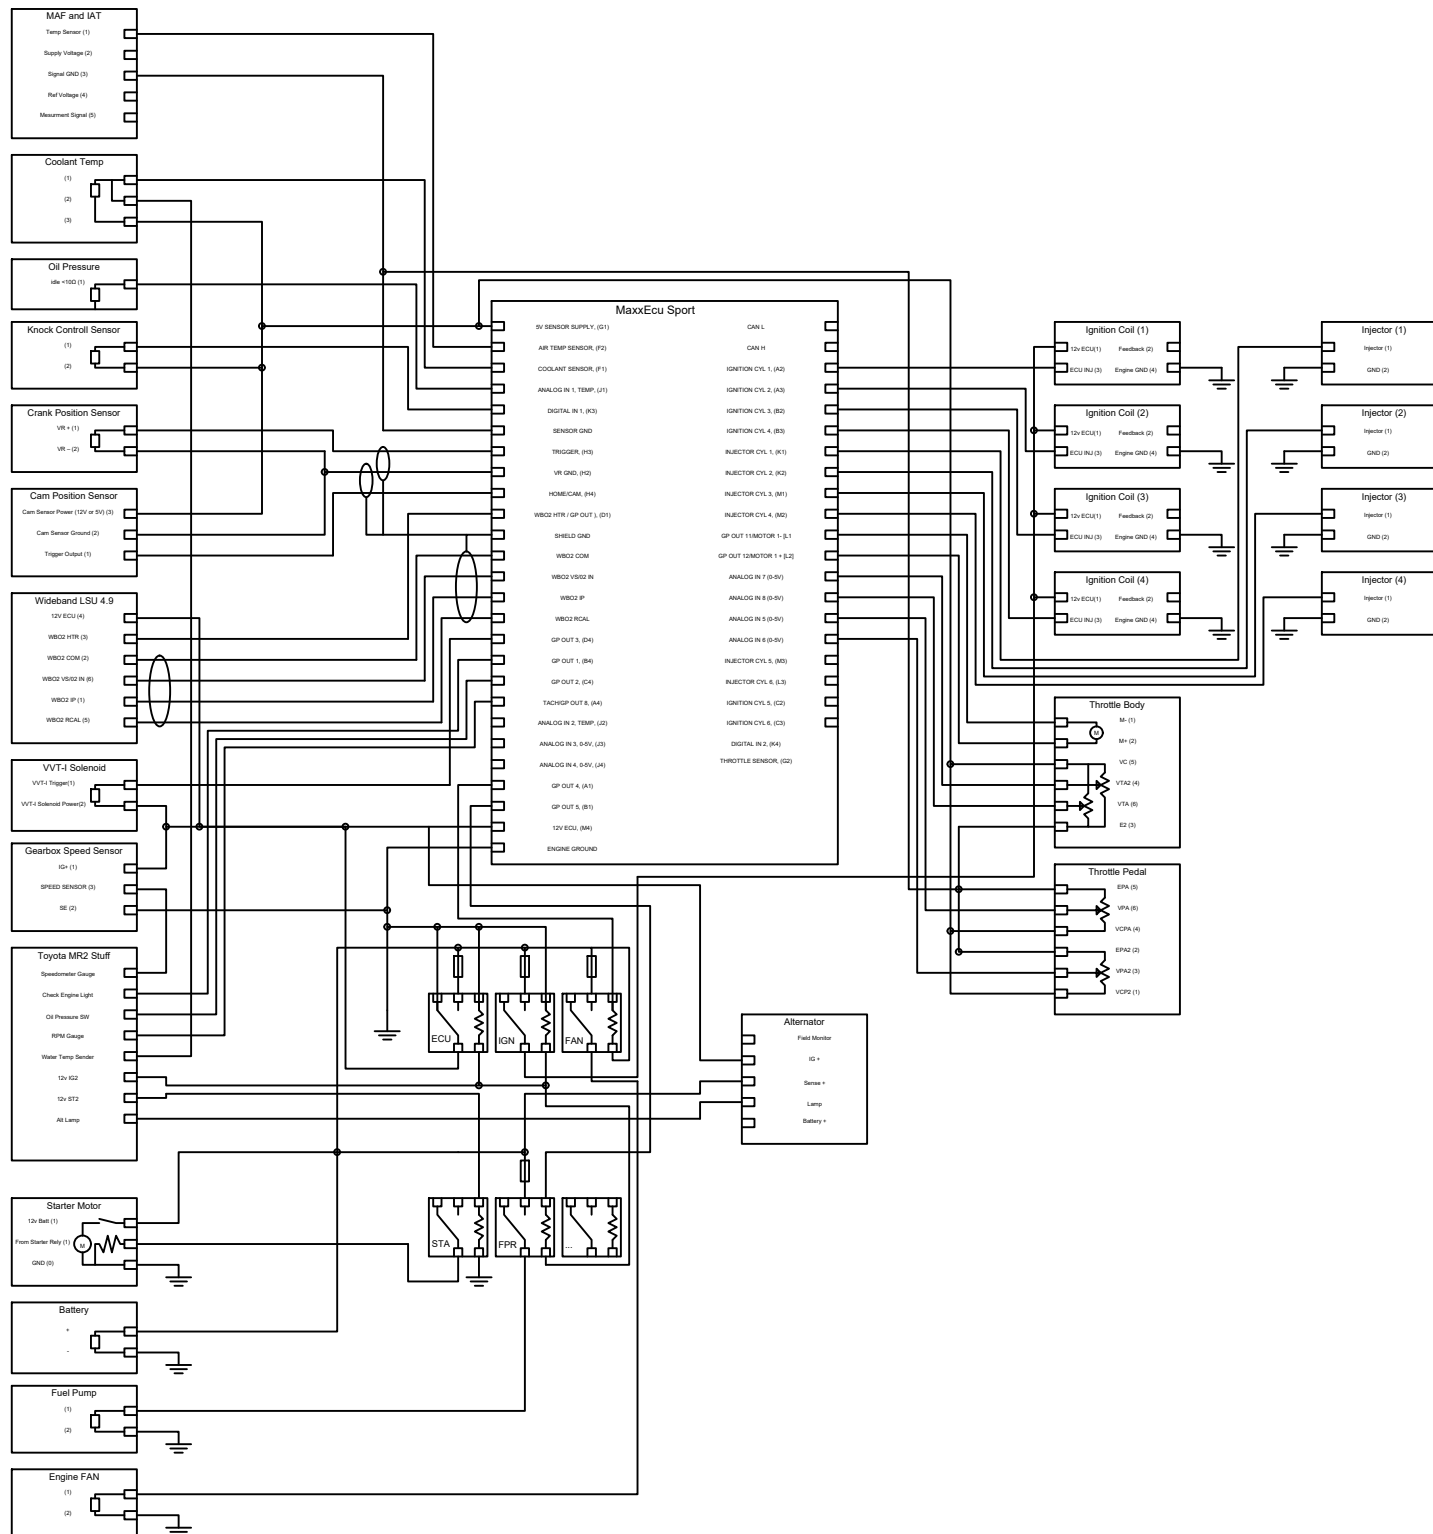 MAF and IAT
Temp Sensor (1)
Supply Voltage (2)
Signal GND (3)
Ref Voltage (4)
Mesurment Signal (5)
Coolant Temp
(1)
(2)
(3)
Oil Pressure
idle <10Ω (1)
Knock Controll Sensor
(1)
(2)
Crank Position Sensor
VR + (1)
VR – (2)
Cam Position Sensor
Cam Sensor Power (12V or 5V) (3)
Cam Sensor Ground (2)
Trigger Output (1)
Wideband LSU 4.9
12V ECU (4)
WBO2 HTR (3)
WBO2 COM (2)
WBO2 VS/02 IN (6)
WBO2 IP (1)
WBO2 RCAL (5)
VVT-I Solenoid
VVT-I Trigger(1)
VVT-I Solenoid Power(2)
Gearbox Speed Sensor
IG+ (1)
SPEED SENSOR (3)
SE (2)
Toyota MR2 Stuff
Speedometer Gauge
Check Engine Light
Oil Pressure SW
RPM Gauge
Water Temp Sender
12v IG2
12v ST2
Alt Lamp
Starter Motor
12v Batt (1)
From Starter Rely (1)
M
GND (0)
Battery
+
-
Fuel Pump
(1)
(2)
Engine FAN
(1)
(2)
MaxxEcu Sport
5V SENSOR SUPPLY, (G1)
AIR TEMP SENSOR, (F2)
COOLANT SENSOR, (F1)
ANALOG IN 1, TEMP, (J1)
DIGITAL IN 1, (K3)
SENSOR GND
TRIGGER, (H3)
VR GND, (H2)
HOME/CAM, (H4)
WBO2 HTR / GP OUT ), (D1)
SHIELD GND
WBO2 COM
WBO2 VS/02 IN
WBO2 IP
WBO2 RCAL
GP OUT 3, (D4)
GP OUT 1, (B4)
GP OUT 2, (C4)
TACH/GP OUT 8, (A4)
ANALOG IN 2, TEMP, (J2)
ANALOG IN 3, 0-5V, (J3)
ANALOG IN 4, 0-5V, (J4)
GP OUT 4, (A1)
GP OUT 5, (B1)
12V ECU, (M4)
ENGINE GROUND
CAN L
CAN H
IGNITION CYL 1, (A2)
IGNITION CYL 2, (A3)
IGNITION CYL 3, (B2)
IGNITION CYL 4, (B3)
INJECTOR CYL 1, (K1)
INJECTOR CYL 2, (K2)
INJECTOR CYL 3, (M1)
INJECTOR CYL 4, (M2)
GP OUT 11/MOTOR 1- [L1
GP OUT 12/MOTOR 1 + [L2]
ANALOG IN 7 (0-5V)
ANALOG IN 8 (0-5V)
ANALOG IN 5 (0-5V)
ANALOG IN 6 (0-5V)
INJECTOR CYL 5, (M3)
INJECTOR CYL 6, (L3)
IGNITION CYL 5, (C2)
IGNITION CYL 6, (C3)
DIGITAL IN 2, (K4)
THROTTLE SENSOR, (G2)
ECU
IGN
FAN
STA
FPR
...
Alternator
Field Monitor
IG +
Sense +
Lamp
Battery +
Ignition Coil (1)
12v ECU(1) Feedback (2)
ECU INJ (3) Engine GND (4)
Ignition Coil (2)
12v ECU(1) Feedback (2)
ECU INJ (3) Engine GND (4)
Ignition Coil (3)
12v ECU(1) Feedback (2)
ECU INJ (3) Engine GND (4)
Ignition Coil (4)
12v ECU(1) Feedback (2)
ECU INJ (3) Engine GND (4)
Throttle Body
M- (1)
M
M+ (2)
VC (5)
VTA2 (4)
VTA (6)
E2 (3)
Throttle Pedal
EPA (5)
VPA (6)
VCPA (4)
EPA2 (2)
VPA2 (3)
VCP2 (1)
Injector (1)
Injector (1)
GND (2)
Injector (2)
Injector (1)
GND (2)
Injector (3)
Injector (1)
GND (2)
Injector (4)
Injector (1)
GND (2)